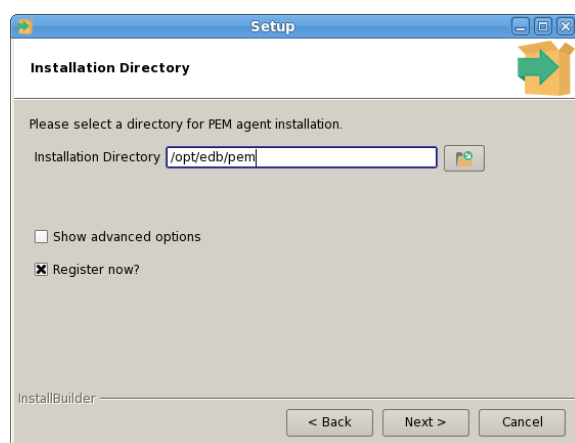 Setup
Installation Directory
Please select a directory for PEM agent installation.
Installation Directory /opt/edb/pem
Show advanced options
Register now?
InstallBuilder
< Back Next > Cancel